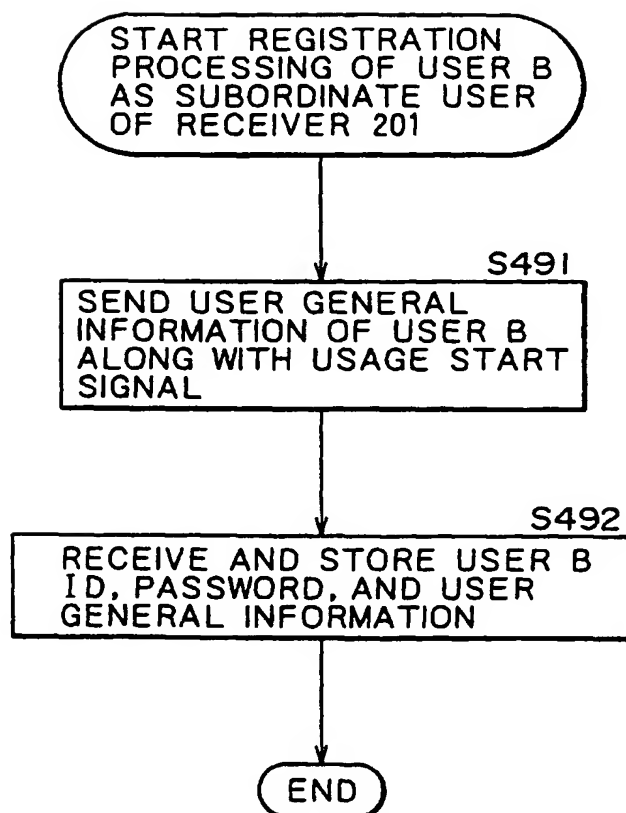 START REGISTRATION
PROCESSING OF USER B
AS SUBORDINATE USER
OF RECEIVER 201
S491
SEND USER GENERAL
INFORMATION OF USER B
ALONG WITH USAGE START
SIGNAL
S492
RECEIVE AND STORE USER B
ID, PASSWORD, AND USER
GENERAL INFORMATION
END